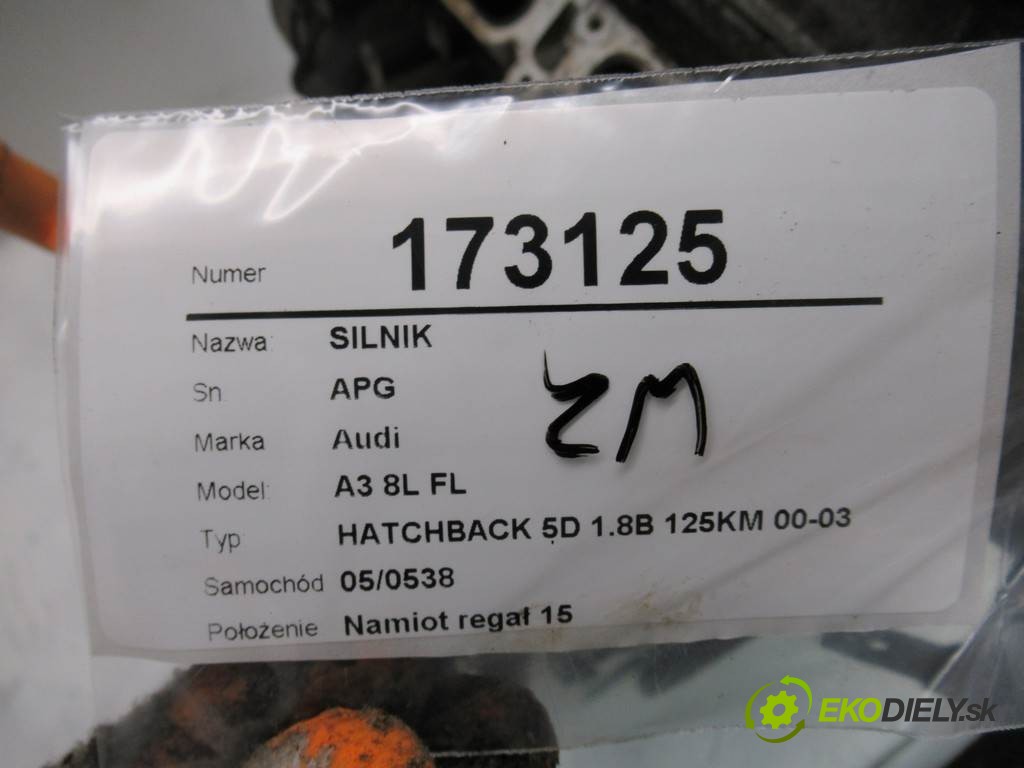 Numer 173125
Nazwa: SILNIK
Sn APG
Marka Audi
Model: A3 8L FL
Typ HATCHBACK 5D 1.8B 125KM 00-03
Samochód 05/0538
Położenie Namiot regał 15
ZM
EKODIELY.sk